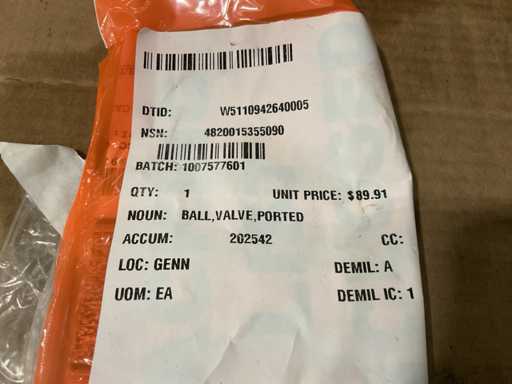 DTID: W5110942640005
NSN: 4820015355090
BATCH: 1007577601
QTY: 1 UNIT PRICE: $89.91
NOUN: BALL,VALVE,PORTED
ACCUM: 202542 CC:
LOC: GENN DEMIL: A
UOM: EA DEMIL IC: 1